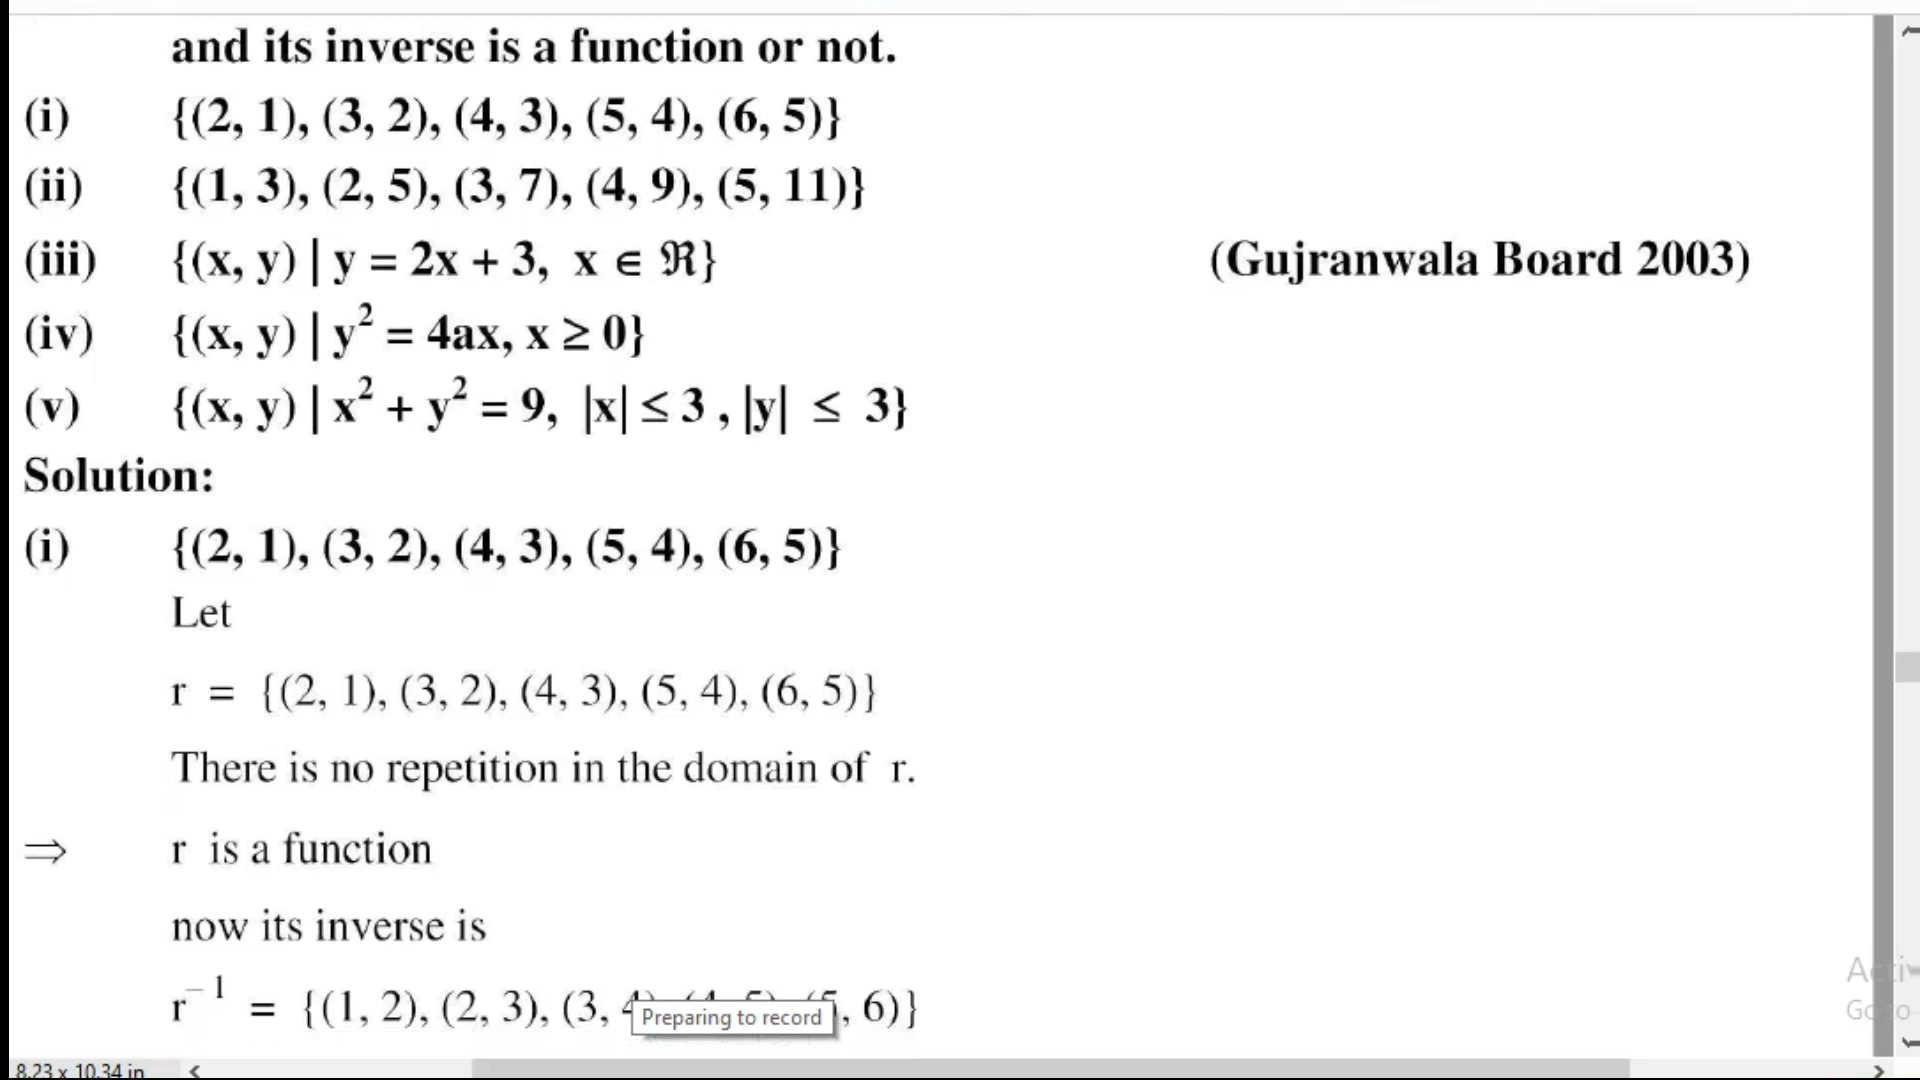 and its inverse is a function or not.
(i) {(2, 1), (3, 2), (4, 3), (5, 4), (6, 5)}
(ii) {(1, 3), (2, 5), (3, 7), (4, 9), (5, 11)}
(iii) {(x, y) | y = 2x + 3, x ∈ ℜ} (Gujranwala Board 2003)
(iv) {(x, y) | y² = 4ax, x ≥ 0}
(v) {(x, y) | x² + y² = 9, |x| ≤ 3 , |y| ≤ 3}
Solution:
(i) {(2, 1), (3, 2), (4, 3), (5, 4), (6, 5)}
Let
r = {(2, 1), (3, 2), (4, 3), (5, 4), (6, 5)}
There is no repetition in the domain of r.
⇒ r is a function
now its inverse is
r⁻¹ = {(1, 2), (2, 3), (3, , 6)}
Preparing to record
8.23 x 10.34 in